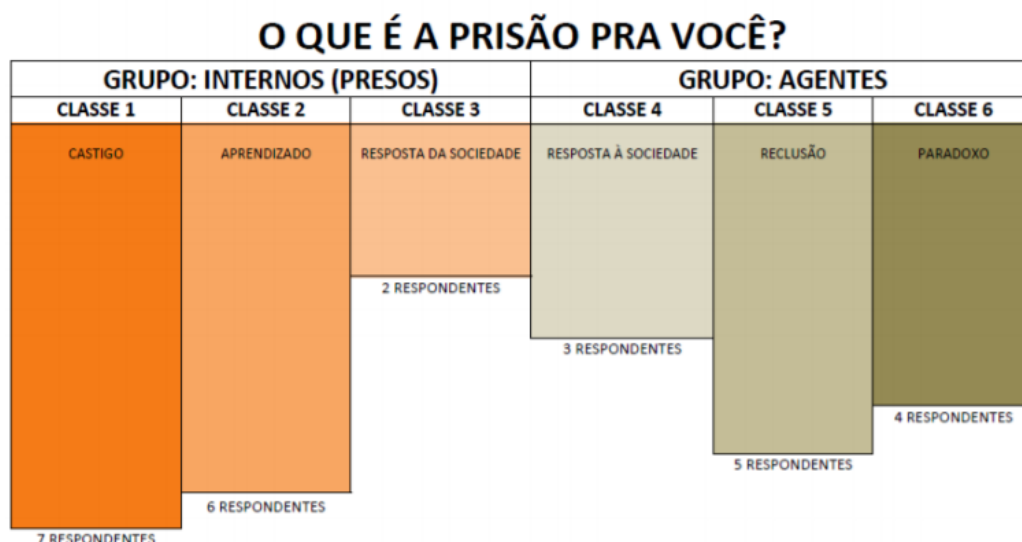 O QUE É A PRISÃO PRA VOCÊ?
GRUPO: INTERNOS (PRESOS) GRUPO: AGENTES
CLASSE 1 CLASSE 2 CLASSE 3 CLASSE 4 CLASSE 5 CLASSE 6
CASTIGO APRENDIZADO RESPOSTA DA SOCIEDADE RESPOSTA À SOCIEDADE RECLUSÃO PARADOXO
2 RESPONDENTES
3 RESPONDENTES
4 RESPONDENTES
5 RESPONDENTES
6 RESPONDENTES
7 RESPONDENTES